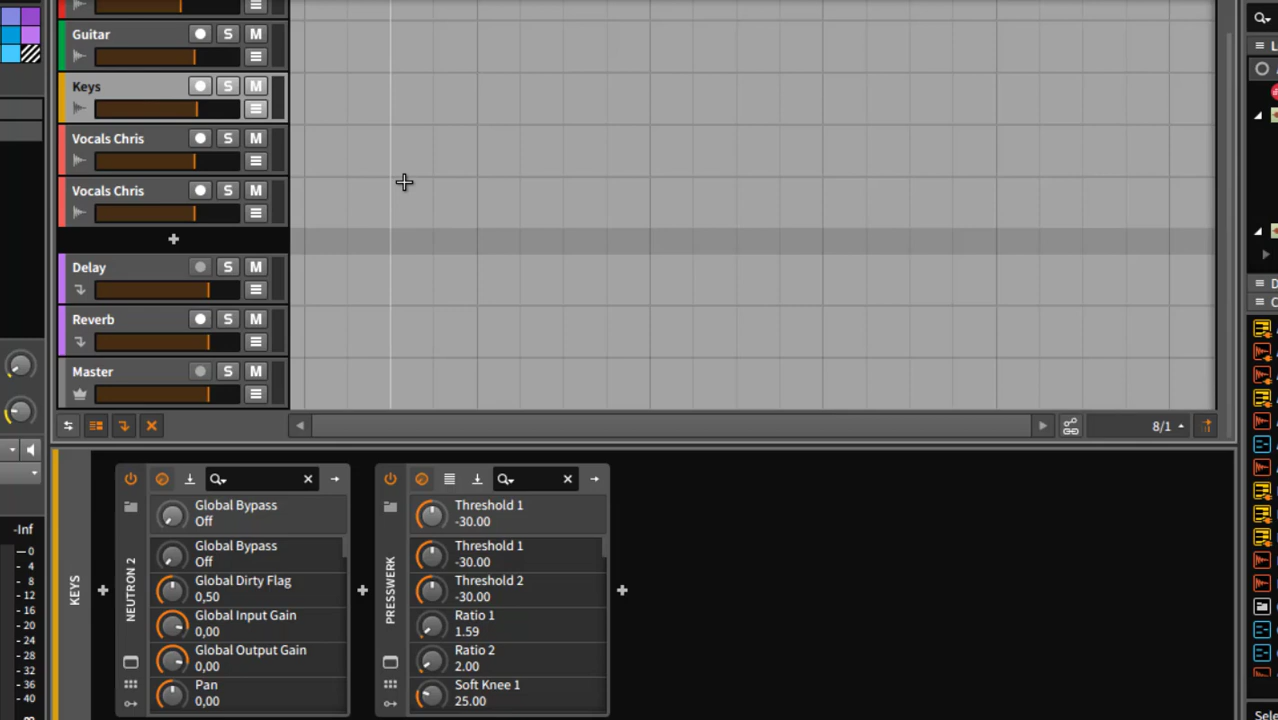 Guitar
S M
Keys
S M
Vocals Chris
S M
Vocals Chris
S M
+
Delay
S M
Reverb
S M
Master
S M
8/1
KEYS
NEUTRON 2
Global Bypass
Off
Global Bypass
Off
Global Dirty Flag
0,50
Global Input Gain
0,00
Global Output Gain
0,00
Pan
0,00
PRESSWERK
Threshold 1
-30.00
Threshold 1
-30.00
Threshold 2
-30.00
Ratio 1
1.59
Ratio 2
2.00
Soft Knee 1
25.00
-Inf
0
4
8
12
16
20
24
28
32
36
40